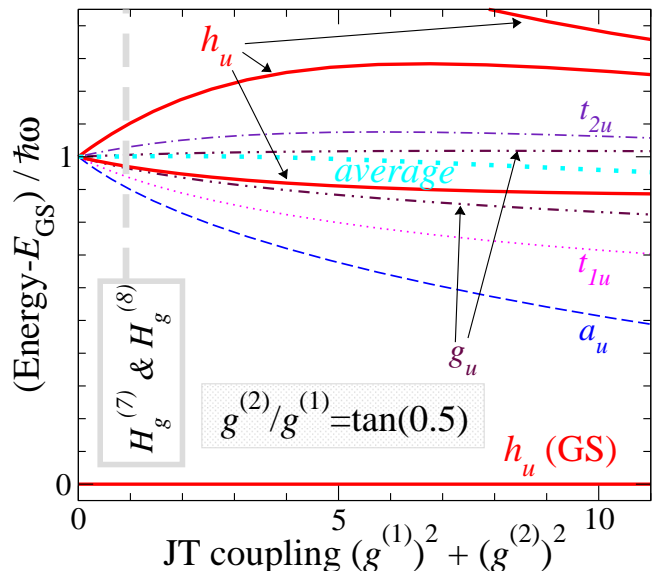 (Energy-E_GS) / ħω
1
0
h_u
t_2u
average
t_1u
a_u
g_u
H_g^(7) & H_g^(8)
g^(2)/g^(1)=tan(0.5)
h_u (GS)
0 5 10
JT coupling (g^(1))^2 + (g^(2))^2